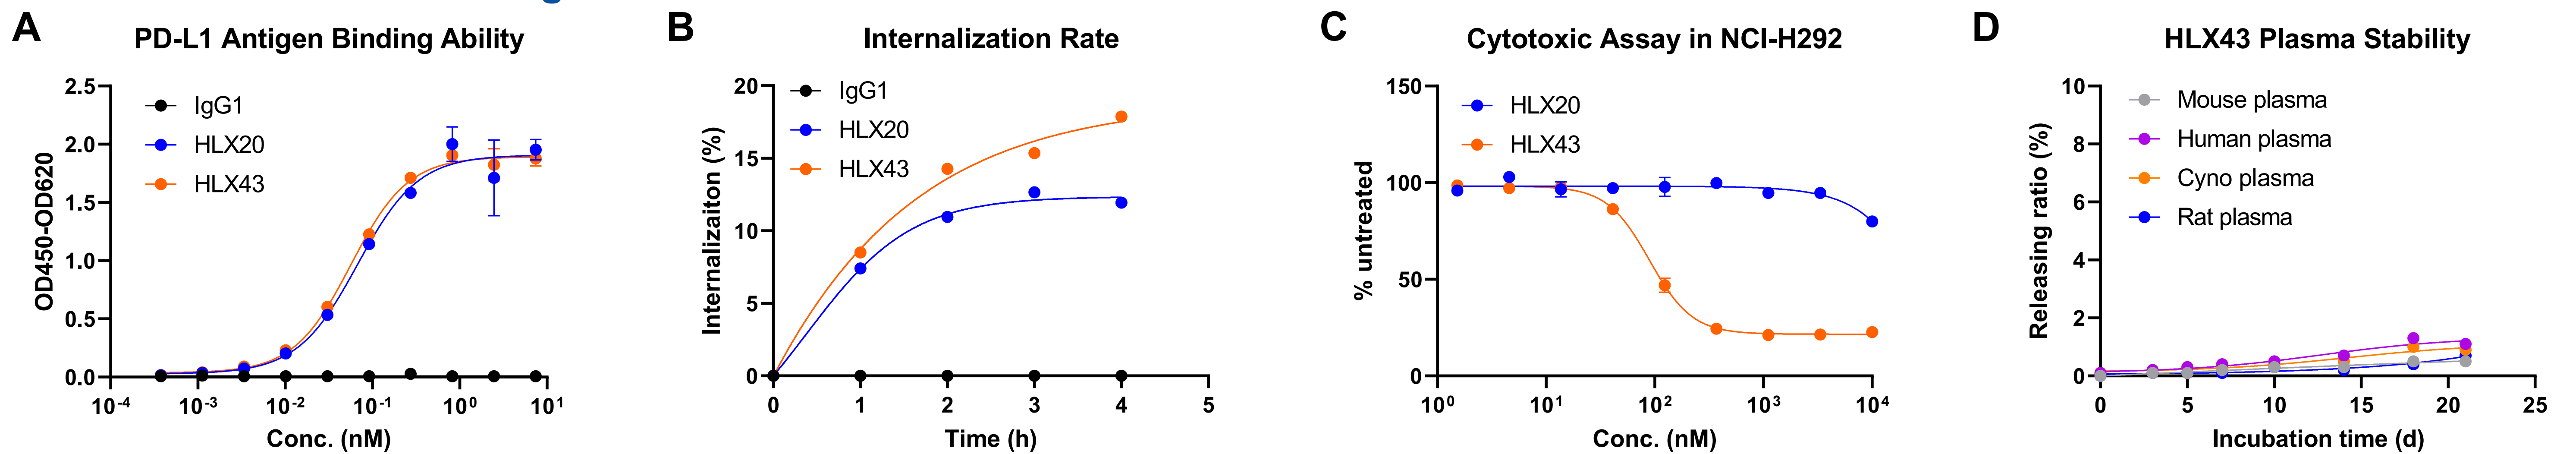 A
PD-L1 Antigen Binding Ability
OD450-OD620
2.5
2.0
1.5
1.0
0.5
0.0
IgG1
HLX20
HLX43
10-4 10-3 10-2 10-1 100 101
Conc. (nM)
B
Internalization Rate
Internalizaiton (%)
20
15
10
5
0
IgG1
HLX20
HLX43
0 1 2 3 4 5
Time (h)
C
Cytotoxic Assay in NCI-H292
% untreated
150
100
50
0
HLX20
HLX43
100 101 102 103 104
Conc. (nM)
D
HLX43 Plasma Stability
Releasing ratio (%)
10
8
6
4
2
0
Mouse plasma
Human plasma
Cyno plasma
Rat plasma
0 5 10 15 20 25
Incubation time (d)